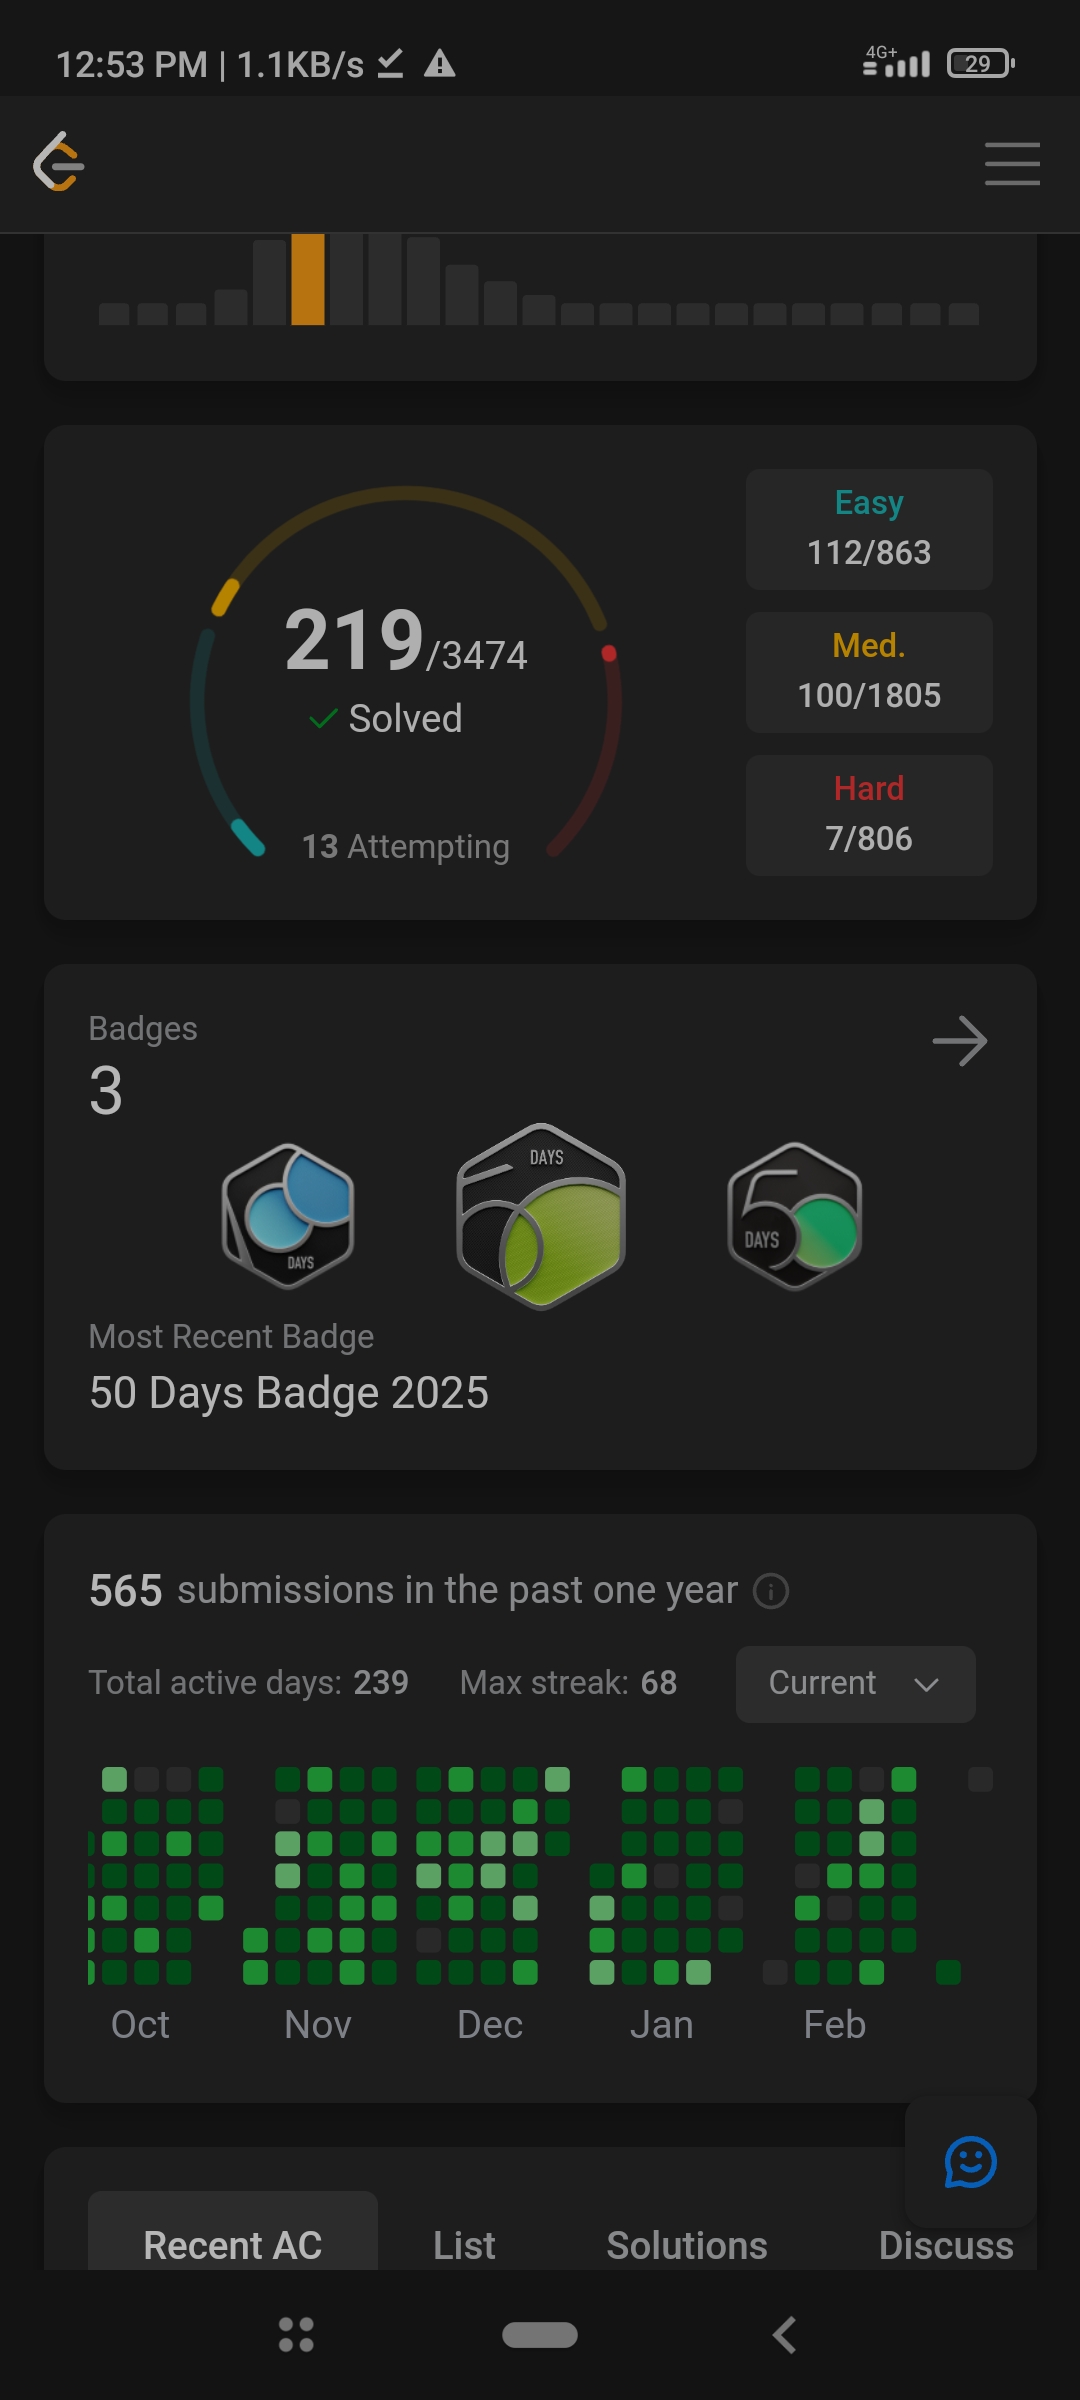 12:53 PM | 1.1KB/s
4G+
29
219/3474
Solved
13 Attempting
Easy
112/863
Med.
100/1805
Hard
7/806
Badges
3
DAYS
DAYS
50 DAYS
Most Recent Badge
50 Days Badge 2025
565 submissions in the past one year
Total active days: 239 Max streak: 68 Current
Oct Nov Dec Jan Feb
Recent AC List Solutions Discuss